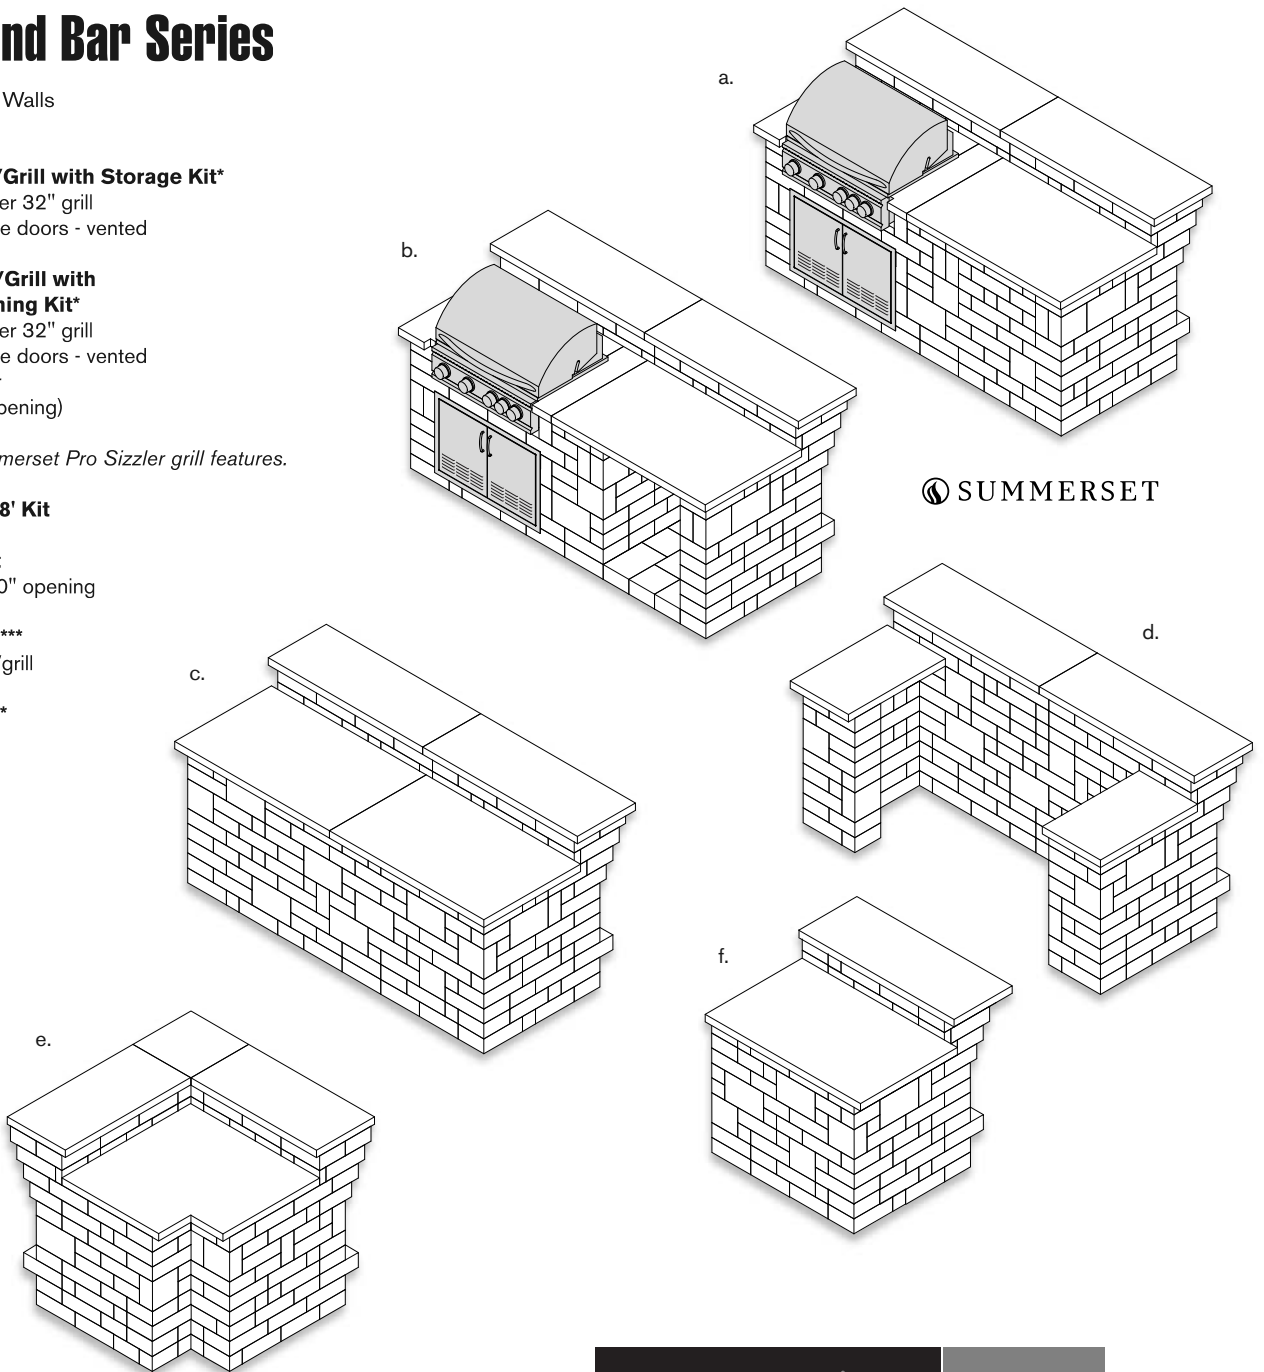 nd Bar Series
Walls
/Grill with Storage Kit*
er 32" grill
e doors - vented
/Grill with
ning Kit*
er 32" grill
e doors - vented
pening)
merset Pro Sizzler grill features.
8' Kit
0" opening
***
/grill
*
a.
b.
SUMMERSET
c.
d.
e.
f.